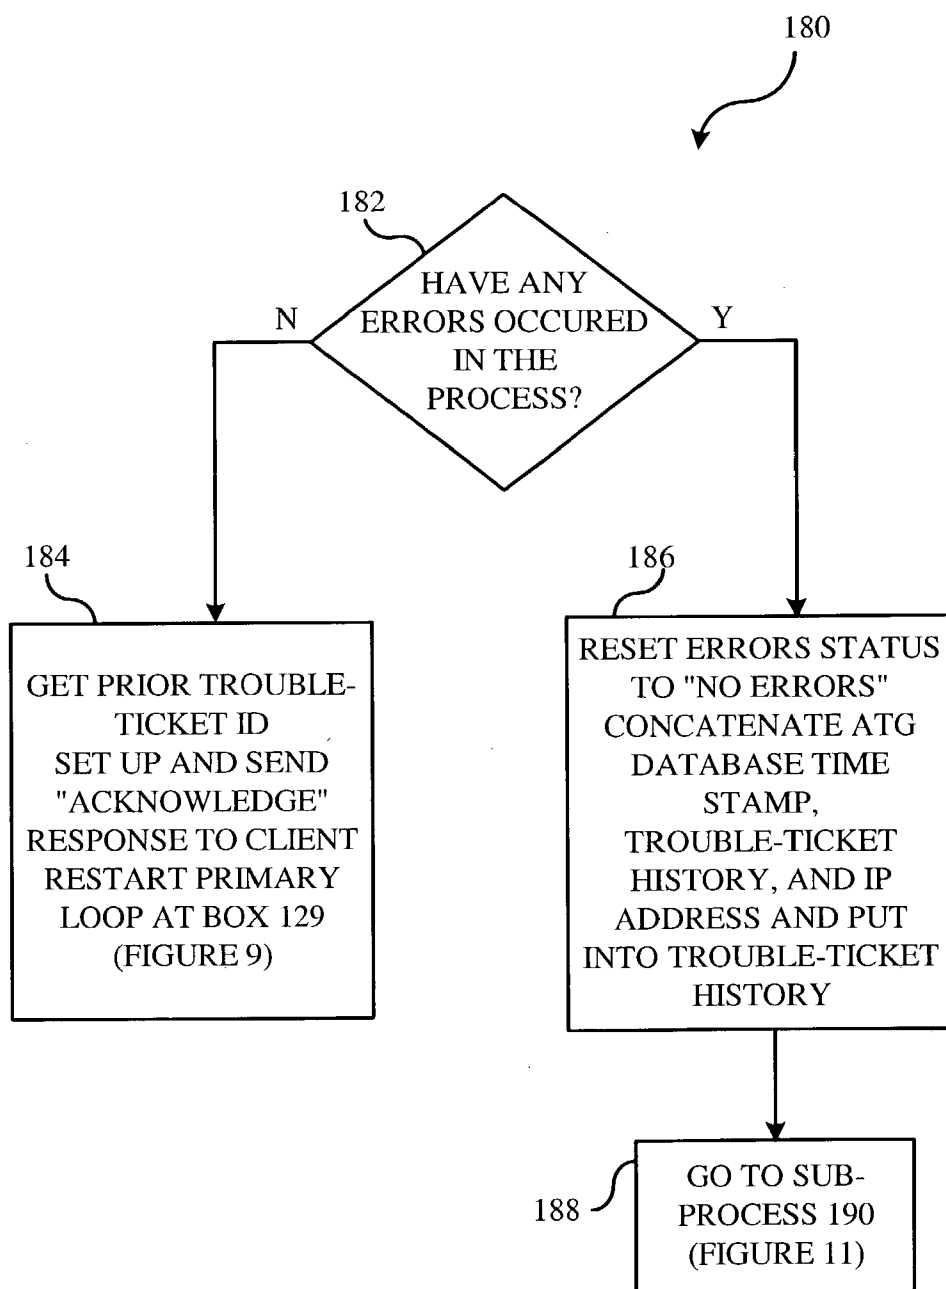 180
182
HAVE ANY
ERRORS OCCURED
IN THE
PROCESS?
N
Y
184
GET PRIOR TROUBLE-
TICKET ID
SET UP AND SEND
"ACKNOWLEDGE"
RESPONSE TO CLIENT
RESTART PRIMARY
LOOP AT BOX 129
(FIGURE 9)
186
RESET ERRORS STATUS
TO "NO ERRORS"
CONCATENATE ATG
DATABASE TIME
STAMP,
TROUBLE-TICKET
HISTORY, AND IP
ADDRESS AND PUT
INTO TROUBLE-TICKET
HISTORY
188
GO TO SUB-
PROCESS 190
(FIGURE 11)